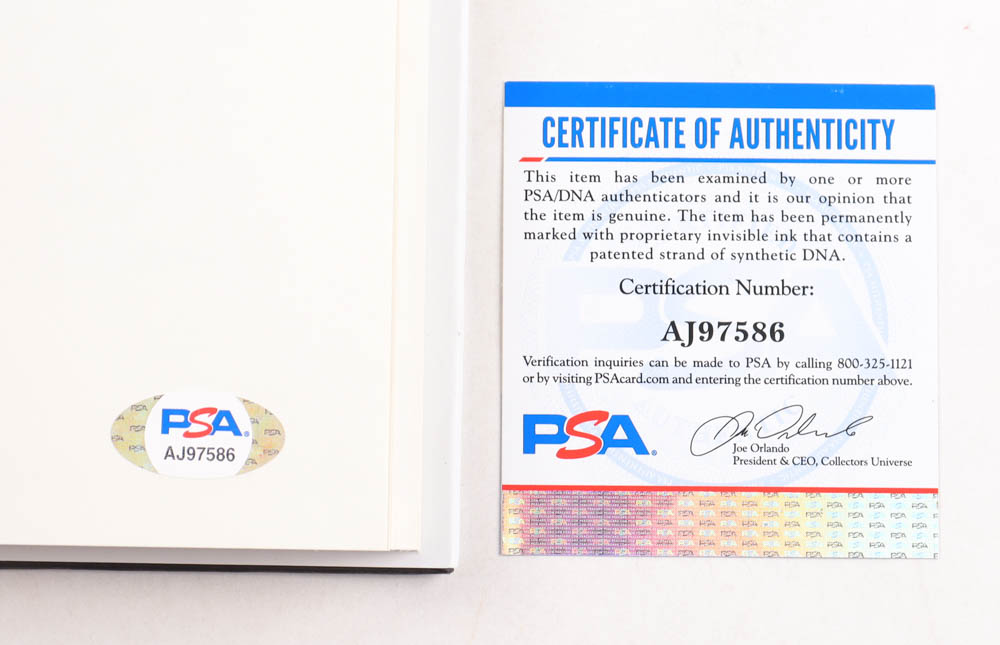 CERTIFICATE OF AUTHENTICITY
This item has been examined by one or more
PSA/DNA authenticators and it is our opinion that
the item is genuine. The item has been permanently
marked with proprietary invisible ink that contains a
patented strand of synthetic DNA.
Certification Number:
AJ97586
Verification inquiries can be made to PSA by calling 800-325-1121
or by visiting PSAcard.com and entering the certification number above.
PSA
Joe Orlando
President & CEO, Collectors Universe
PSA
AJ97586